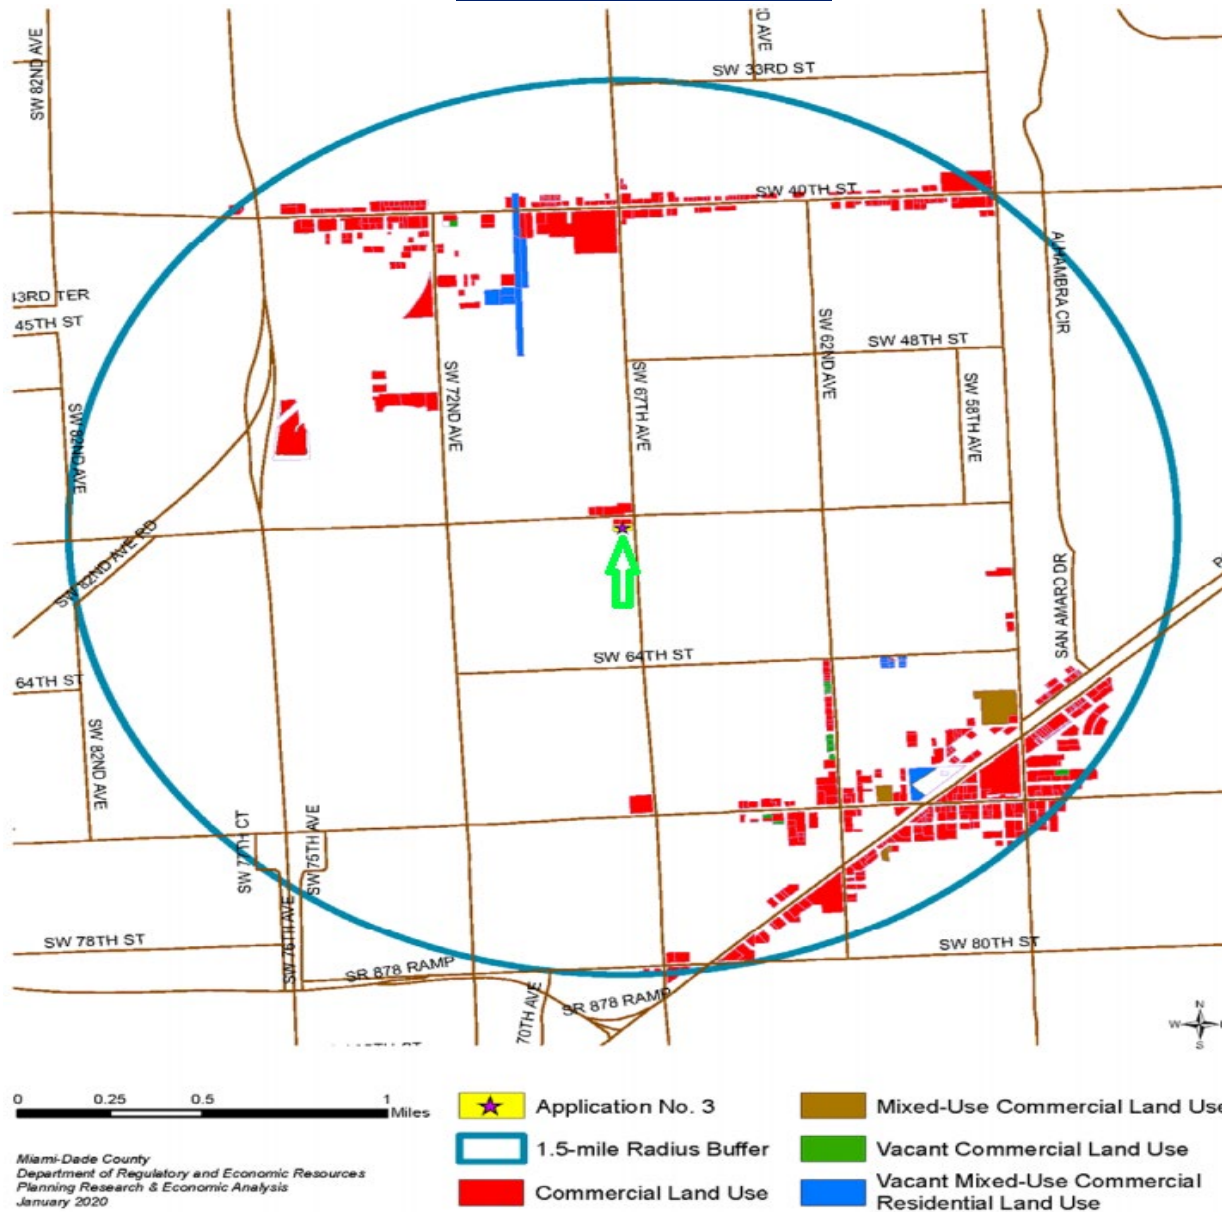 SW 82ND AVE
D AVE
SW 33RD ST
SW 40TH ST
ALHAMBRA CIR
43RD TER
45TH ST
SW 62ND AVE
SW 48TH ST
SW 72ND AVE
SW 67TH AVE
SW 58TH AVE
SW 82ND AVE
SW 82ND AVE RD
SAN AMARO DR
SW 64TH ST
64TH ST
SW 82ND AVE
SW 77TH CT
SW 75TH AVE
SW 76TH AVE
SW 78TH ST
SW 80TH ST
SR 878 RAMP
SR 878 RAMP
70TH AVE
N
W
S
0 0.25 0.5 1
Miles
Application No. 3
1.5-mile Radius Buffer
Commercial Land Use
Mixed-Use Commercial Land Use
Vacant Commercial Land Use
Vacant Mixed-Use Commercial
Residential Land Use
Miami-Dade County
Department of Regulatory and Economic Resources
Planning Research & Economic Analysis
January 2020